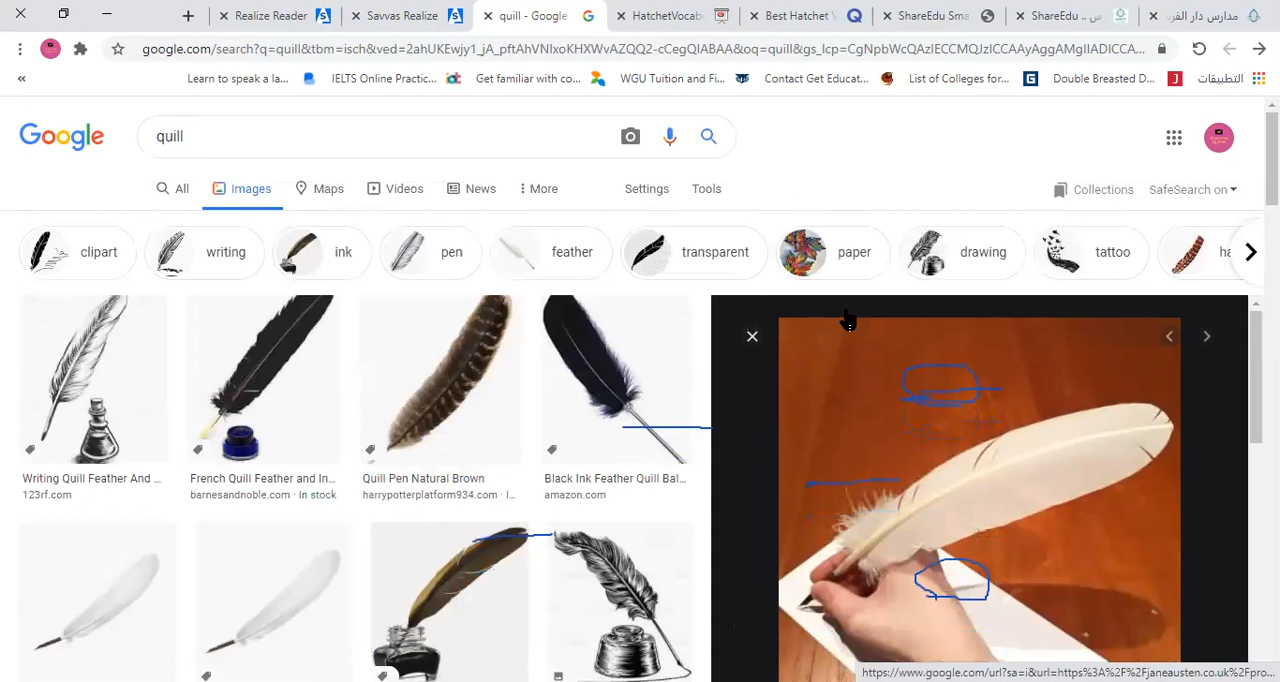 Realize Reader
Savvas Realize
quill - Google
HatchetVocab
Best Hatchet V
ShareEdu Sma
ShareEdu ..
مدارس دار الفر
google.com/search?q=quill&tbm=isch&ved=2ahUKEwjy1_jA_pftAhVNlxoKHXWvAZQQ2-cCegQIABAA&oq=quill&gs_lcp=CgNpbWcQAzIECCMQJzICCAAyAggAMgIIADICCA...
«
Learn to speak a la...
IELTS Online Practic...
Get familiar with co...
WGU Tuition and Fi...
Contact Get Educat...
List of Colleges for...
Double Breasted D...
التطبيقات
Google
quill
All
Images
Maps
Videos
News
More
Settings
Tools
Collections
SafeSearch on
clipart
writing
ink
pen
feather
transparent
paper
drawing
tattoo
Writing Quill Feather And ...
123rf.com
French Quill Feather and In...
barnesandnoble.com · In stock
Quill Pen Natural Brown
harrypotterplatform934.com · I...
Black Ink Feather Quill Bal...
amazon.com
https://www.google.com/url?sa=i&url=https%3A%2F%2Fjaneausten.co.uk%2Fpro...